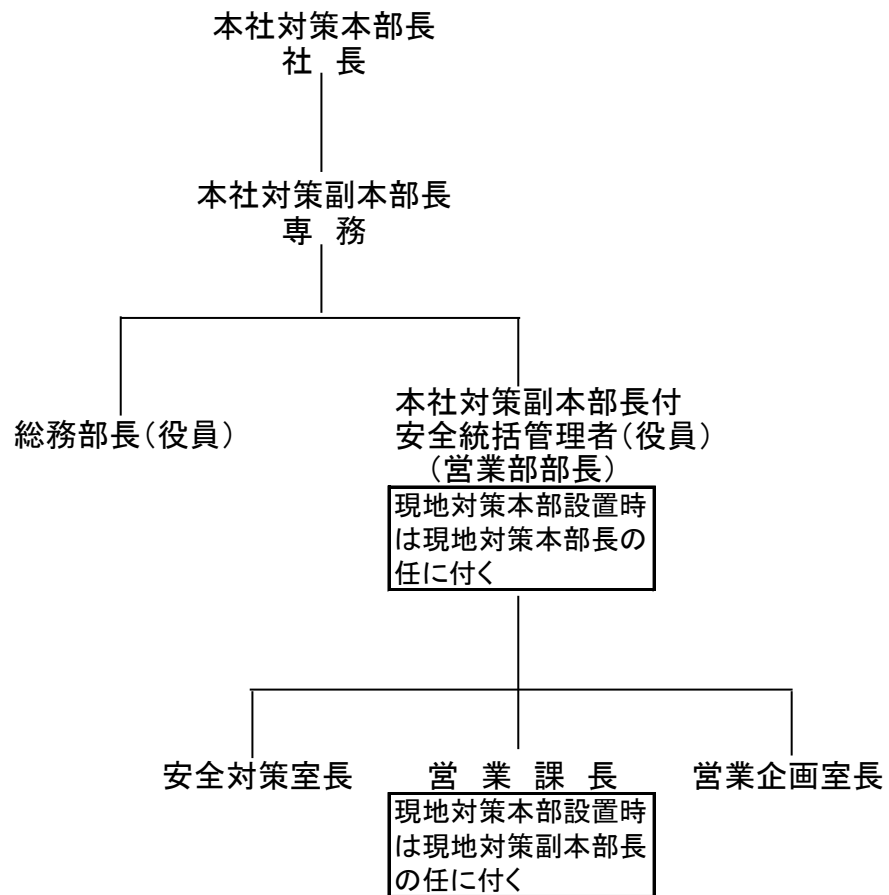 本社対策本部長
社 長
本社対策副本部長
専 務
総務部長(役員)
本社対策副本部長付
安全統括管理者(役員)
(営業部部長)
現地対策本部設置時
は現地対策本部長の
任に付く
安全対策室長
営 業 課 長
営業企画室長
現地対策本部設置時
は現地対策副本部長
の任に付く